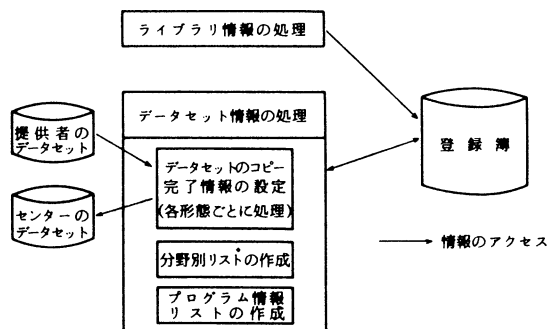 ライブラリ情報の処理
データセット情報の処理
提供者の
データセット
データセットのコピー
完了情報の設定
(各形態ごとに処理)
登録簿
センターの
データセット
→ 情報のアクセス
分野別リストの作成
プログラム情報
リストの作成